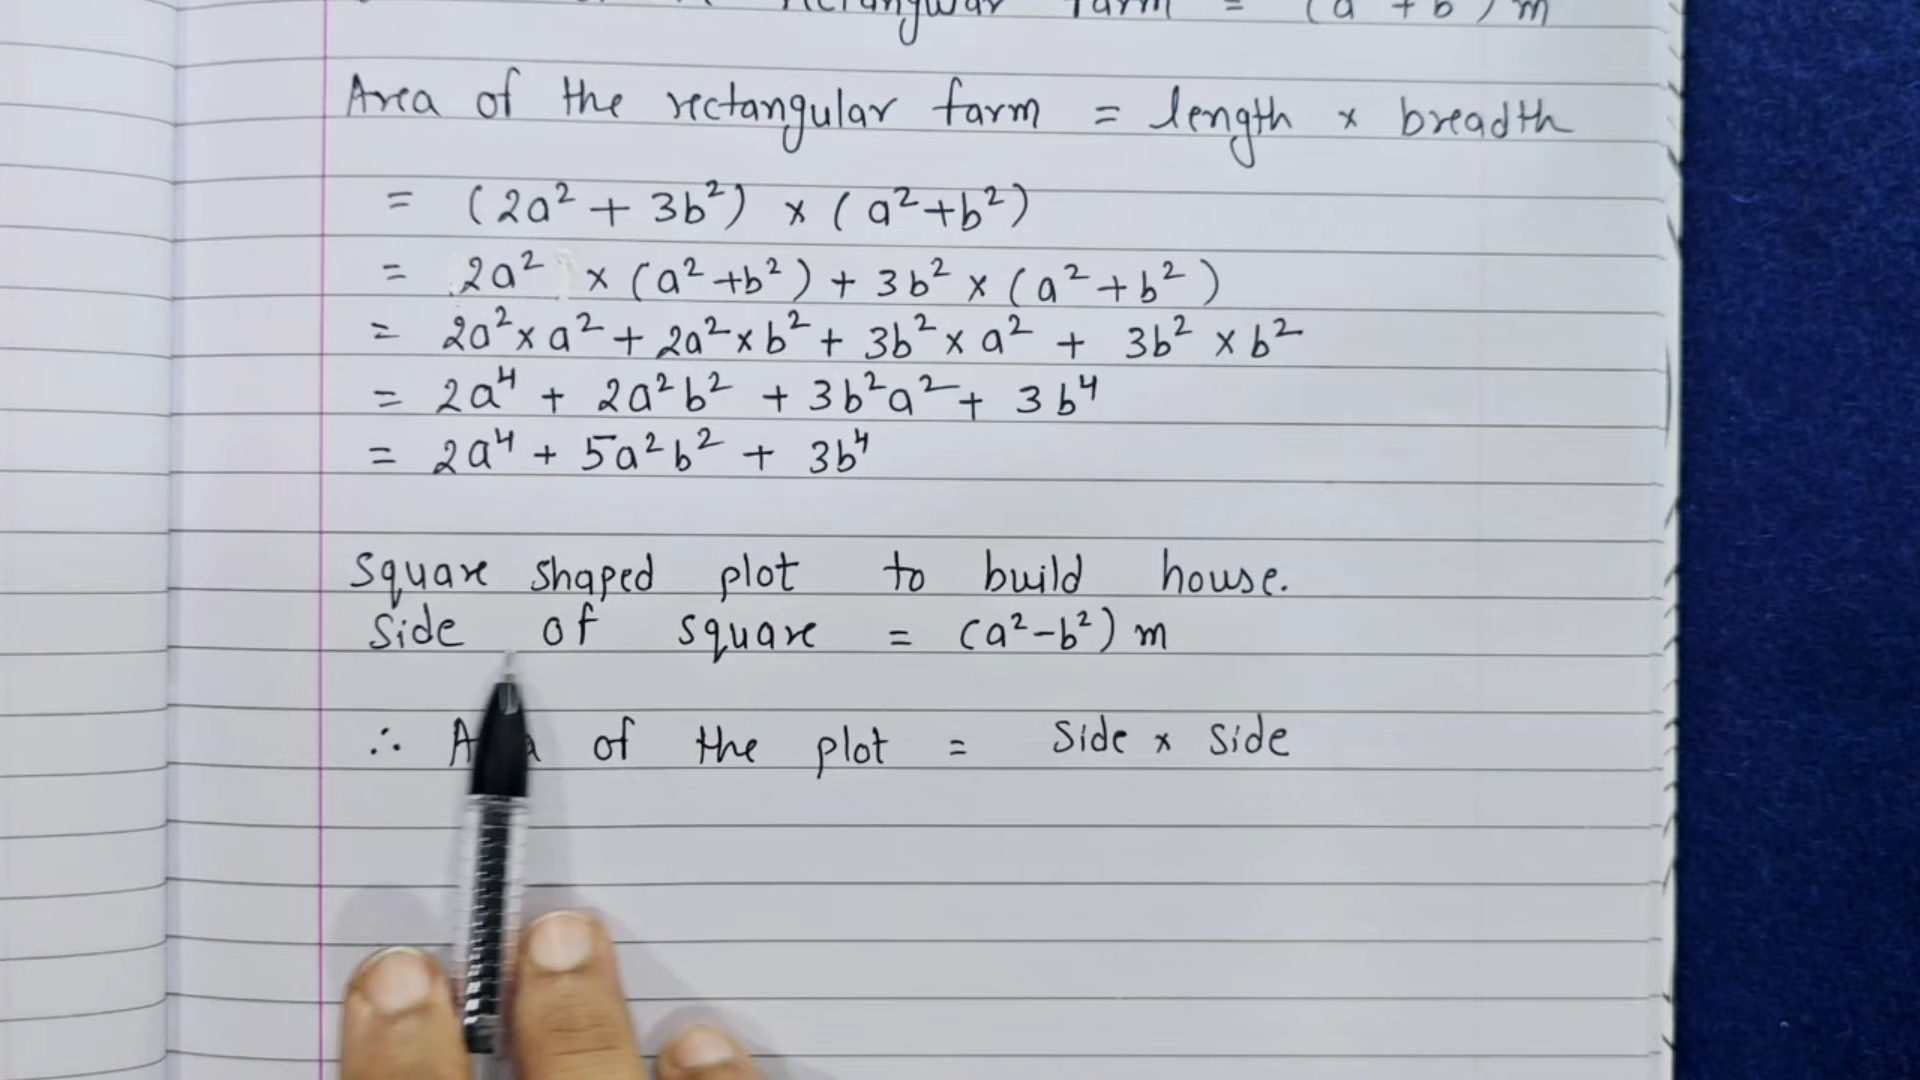 Rectangular farm = (a + b ) m
Area of the rectangular farm = length × breadth
= (2a² + 3b²) × (a²+b²)
= 2a² × (a²+b²) + 3b² × (a²+b²)
= 2a²×a² + 2a²×b² + 3b²×a² + 3b²×b²
= 2a⁴ + 2a²b² + 3b²a² + 3b⁴
= 2a⁴ + 5a²b² + 3b⁴
Square shaped plot to build house.
Side of square = (a²-b²) m
∴ of the plot = Side × Side